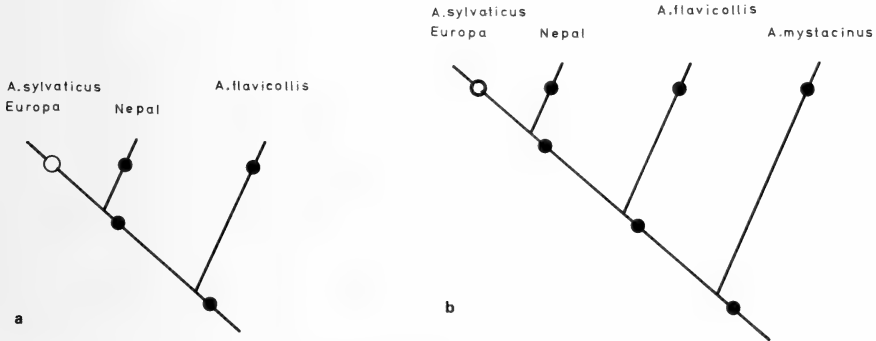 A.sylvaticus
Europa
Nepal
A.flavicollis
a
A.sylvaticus
Europa
Nepal
A.flavicollis
A.mystacinus
b